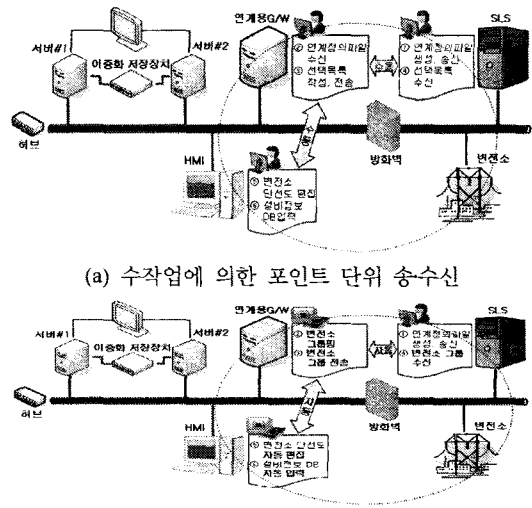 서버#1
서버#2
이중화 저장장치
허브
연계용G/W
② 연계정의파일
수신
③ 선택목록
작성, 전송
수동
① 연계정의파일
생성, 송신
④ 선택목록
수신
SLS
HMI
수동
⑤ 변전소
단선도 편집
⑥ 설비정보
DB입력
방화벽
변전소
(a) 수작업에 의한 포인트 단위 송수신
서버#1
서버#2
이중화 저장장치
허브
연계용G/W
변전소
그룹핑
변전소
그룹 전송
자동
① 연계정의파일
생성, 송신
④ 변전소 그룹
수신
SLS
HMI
자동
변전소 단선도
자동 편집
설비정보 DB
자동 입력
방화벽
변전소